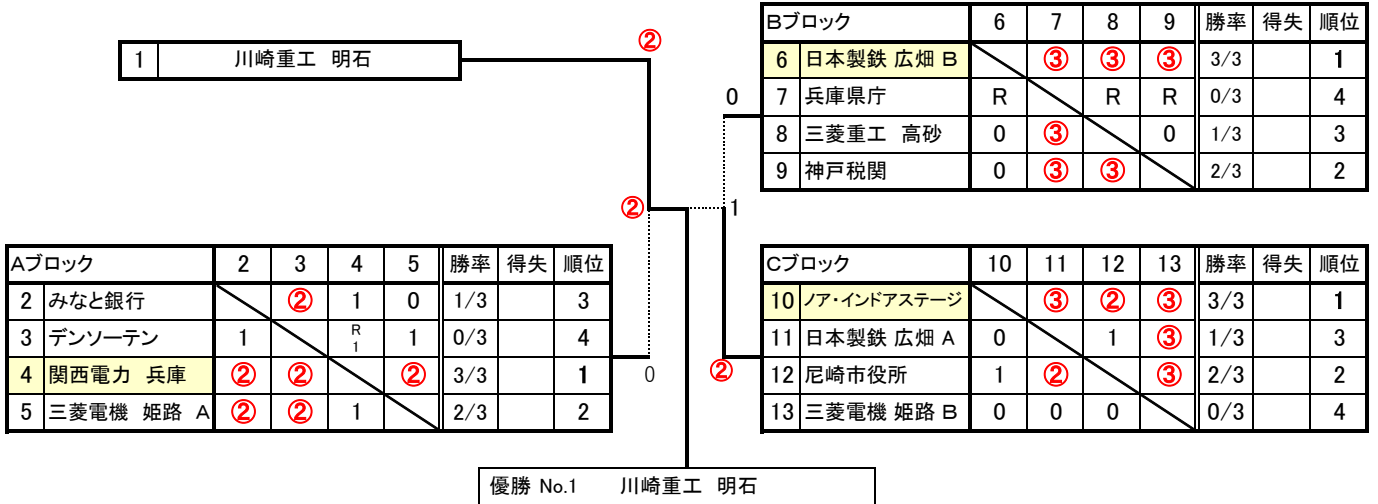 1 川崎重工 明石
②
Bブロック 6 7 8 9 勝率 得失 順位
6 日本製鉄 広畑 B ③ ③ ③ 3/3 1
0
7 兵庫県庁 R R R 0/3 4
8 三菱重工 高砂 0 ③ 0 1/3 3
9 神戸税関 0 ③ ③ 2/3 2
②
1
Aブロック 2 3 4 5 勝率 得失 順位
2 みなと銀行 ② 1 0 1/3 3
3 デンソーテン 1 R 1 1 0/3 4
4 関西電力 兵庫 ② ② ② 3/3 1
5 三菱電機 姫路 A ② ② 1 2/3 2
0
②
Cブロック 10 11 12 13 勝率 得失 順位
10 ノア・インドアステージ ③ ② ③ 3/3 1
11 日本製鉄 広畑 A 0 1 ③ 1/3 3
12 尼崎市役所 1 ② ③ 2/3 2
13 三菱電機 姫路 B 0 0 0 0/3 4
優勝 No.1 川崎重工 明石